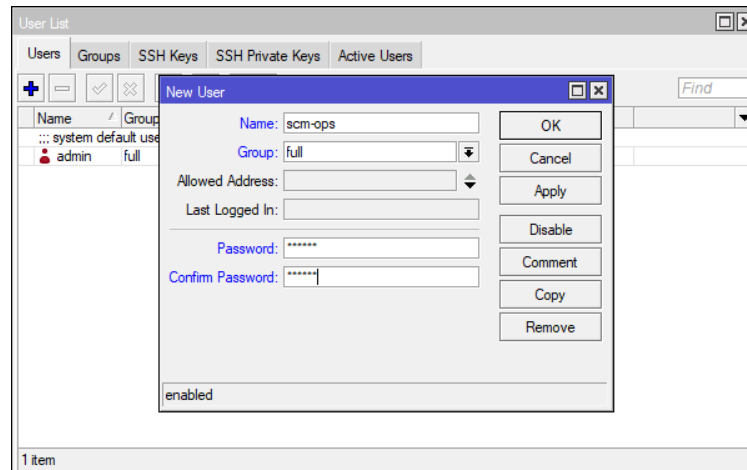 User List
Users Groups SSH Keys SSH Private Keys Active Users
Find
Name Group
;;; system default use
admin full
New User
Name: scm-ops
Group: full
Allowed Address:
Last Logged In:
Password: ******
Confirm Password: ******
OK
Cancel
Apply
Disable
Comment
Copy
Remove
enabled
1 item